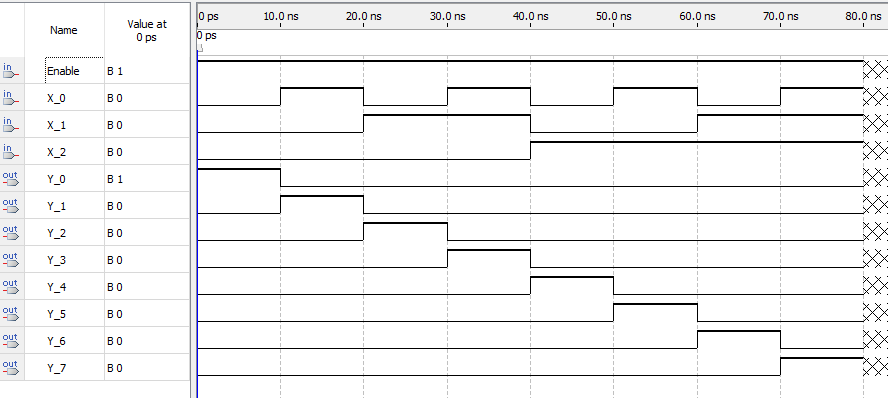 Name Value at 0 ps
0 ps 10.0 ns 20.0 ns 30.0 ns 40.0 ns 50.0 ns 60.0 ns 70.0 ns 80.0 ns
0 ps
in Enable B 1
in X_0 B 0
in X_1 B 0
in X_2 B 0
out Y_0 B 1
out Y_1 B 0
out Y_2 B 0
out Y_3 B 0
out Y_4 B 0
out Y_5 B 0
out Y_6 B 0
out Y_7 B 0